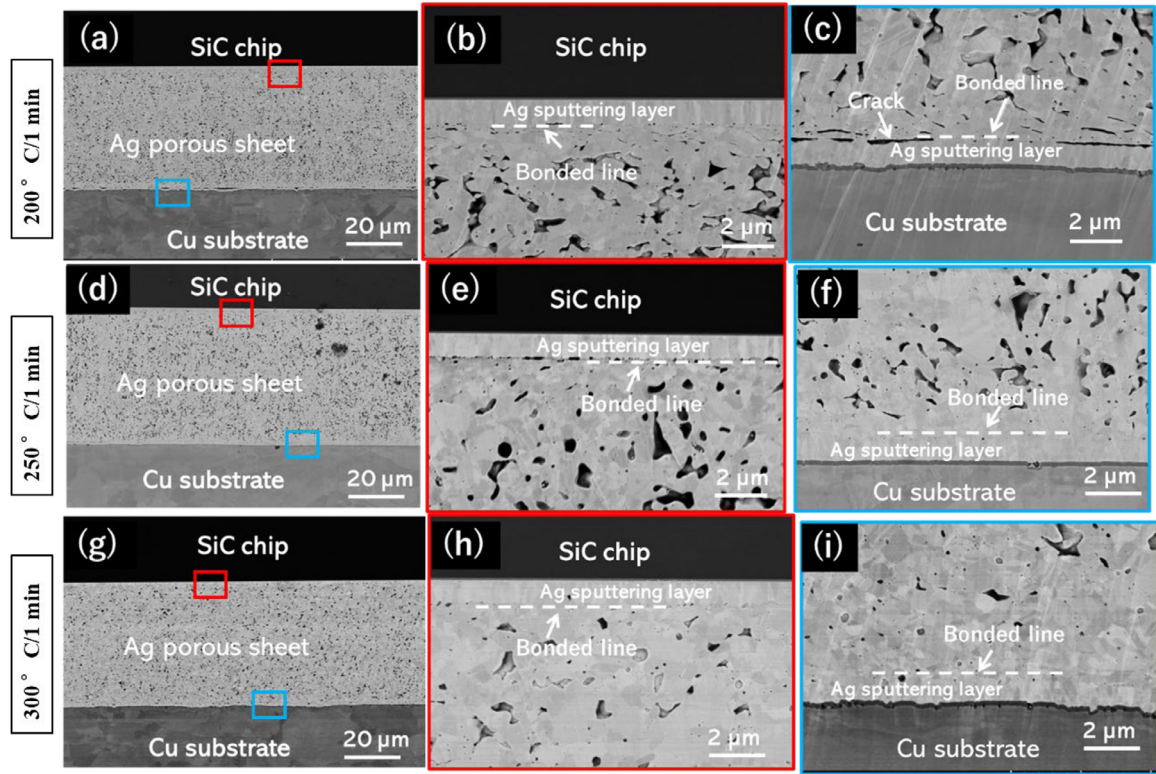 200° C/1 min
(a)
SiC chip
Ag porous sheet
Cu substrate
20 μm
(b)
SiC chip
Ag sputtering layer
Bonded line
2 μm
(c)
Bonded line
Crack
Ag sputtering layer
Cu substrate
2 μm
250° C/1 min
(d)
SiC chip
Ag porous sheet
Cu substrate
20 μm
(e)
SiC chip
Ag sputtering layer
Bonded line
2 μm
(f)
Bonded line
Ag sputtering layer
Cu substrate
2 μm
300° C/1 min
(g)
SiC chip
Ag porous sheet
Cu substrate
20 μm
(h)
SiC chip
Ag sputtering layer
Bonded line
2 μm
(i)
Bonded line
Ag sputtering layer
Cu substrate
2 μm